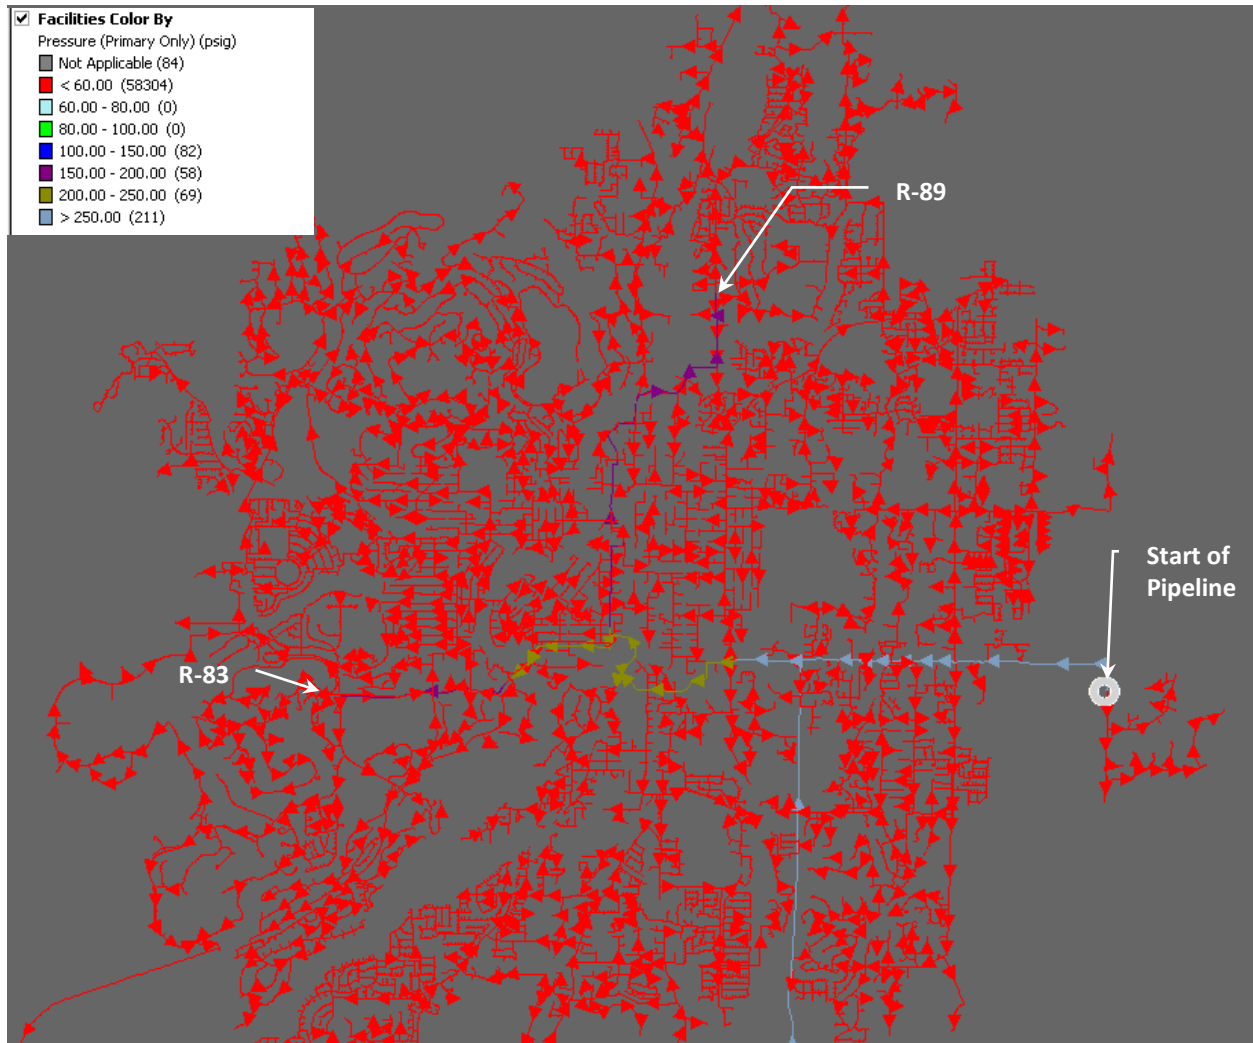 Facilities Color By
Pressure (Primary Only) (psig)
Not Applicable (84)
< 60.00 (58304)
60.00 - 80.00 (0)
80.00 - 100.00 (0)
100.00 - 150.00 (82)
150.00 - 200.00 (58)
200.00 - 250.00 (69)
> 250.00 (211)
R-89
Start of
Pipeline
R-83